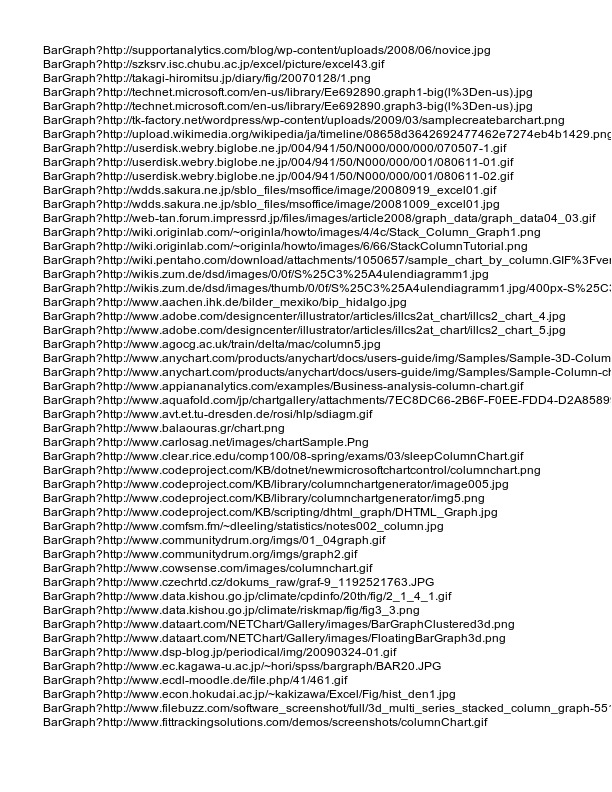 BarGraph?http://supportanalytics.com/blog/wp-content/uploads/2008/06/novice.jpg
BarGraph?http://szksrv.isc.chubu.ac.jp/excel/picture/excel43.gif
BarGraph?http://takagi-hiromitsu.jp/diary/fig/20070128/1.png
BarGraph?http://technet.microsoft.com/en-us/library/Ee692890.graph1-big(l%3Den-us).jpg
BarGraph?http://technet.microsoft.com/en-us/library/Ee692890.graph3-big(l%3Den-us).jpg
BarGraph?http://tk-factory.net/wordpress/wp-content/uploads/2009/03/samplecreatebarchart.png
BarGraph?http://upload.wikimedia.org/wikipedia/ja/timeline/08658d3642692477462e7274eb4b1429.png
BarGraph?http://userdisk.webry.biglobe.ne.jp/004/941/50/N000/000/000/070507-1.gif
BarGraph?http://userdisk.webry.biglobe.ne.jp/004/941/50/N000/000/001/080611-01.gif
BarGraph?http://userdisk.webry.biglobe.ne.jp/004/941/50/N000/000/001/080611-02.gif
BarGraph?http://wdds.sakura.ne.jp/sblo_files/msoffice/image/20080919_excel01.gif
BarGraph?http://wdds.sakura.ne.jp/sblo_files/msoffice/image/20081009_excel01.jpg
BarGraph?http://web-tan.forum.impressrd.jp/files/images/article2008/graph_data/graph_data04_03.gif
BarGraph?http://wiki.originlab.com/~originla/howto/images/4/4c/Stack_Column_Graph1.png
BarGraph?http://wiki.originlab.com/~originla/howto/images/6/66/StackColumnTutorial.png
BarGraph?http://wiki.pentaho.com/download/attachments/1050657/sample_chart_by_column.GIF%3Fver
BarGraph?http://wikis.zum.de/dsd/images/0/0f/S%25C3%25A4ulendiagramm1.jpg
BarGraph?http://wikis.zum.de/dsd/images/thumb/0/0f/S%25C3%25A4ulendiagramm1.jpg/400px-S%25C3
BarGraph?http://www.aachen.ihk.de/bilder_mexiko/bip_hidalgo.jpg
BarGraph?http://www.adobe.com/designcenter/illustrator/articles/illcs2at_chart/illcs2_chart_4.jpg
BarGraph?http://www.adobe.com/designcenter/illustrator/articles/illcs2at_chart/illcs2_chart_5.jpg
BarGraph?http://www.agocg.ac.uk/train/delta/mac/column5.jpg
BarGraph?http://www.anychart.com/products/anychart/docs/users-guide/img/Samples/Sample-3D-Colum
BarGraph?http://www.anychart.com/products/anychart/docs/users-guide/img/Samples/Sample-Column-ch
BarGraph?http://www.appiananalytics.com/examples/Business-analysis-column-chart.gif
BarGraph?http://www.aquafold.com/jp/chartgallery/attachments/7EC8DC66-2B6F-F0EE-FDD4-D2A8589
BarGraph?http://www.avt.et.tu-dresden.de/rosi/hlp/sdiagm.gif
BarGraph?http://www.balaouras.gr/chart.png
BarGraph?http://www.carlosag.net/images/chartSample.Png
BarGraph?http://www.clear.rice.edu/comp100/08-spring/exams/03/sleepColumnChart.gif
BarGraph?http://www.codeproject.com/KB/dotnet/newmicrosoftchartcontrol/columnchart.png
BarGraph?http://www.codeproject.com/KB/library/columnchartgenerator/image005.jpg
BarGraph?http://www.codeproject.com/KB/library/columnchartgenerator/img5.png
BarGraph?http://www.codeproject.com/KB/scripting/dhtml_graph/DHTML_Graph.jpg
BarGraph?http://www.comfsm.fm/~dleeling/statistics/notes002_column.jpg
BarGraph?http://www.communitydrum.org/imgs/01_04graph.gif
BarGraph?http://www.communitydrum.org/imgs/graph2.gif
BarGraph?http://www.cowsense.com/images/columnchart.gif
BarGraph?http://www.czechrtd.cz/dokums_raw/graf-9_1192521763.JPG
BarGraph?http://www.data.kishou.go.jp/climate/cpdinfo/20th/fig/2_1_4_1.gif
BarGraph?http://www.data.kishou.go.jp/climate/riskmap/fig/fig3_3.png
BarGraph?http://www.dataart.com/NETChart/Gallery/images/BarGraphClustered3d.png
BarGraph?http://www.dataart.com/NETChart/Gallery/images/FloatingBarGraph3d.png
BarGraph?http://www.dsp-blog.jp/periodical/img/20090324-01.gif
BarGraph?http://www.ec.kagawa-u.ac.jp/~hori/spss/bargraph/BAR20.JPG
BarGraph?http://www.ecdl-moodle.de/file.php/41/461.gif
BarGraph?http://www.econ.hokudai.ac.jp/~kakizawa/Excel/Fig/hist_den1.jpg
BarGraph?http://www.filebuzz.com/software_screenshot/full/3d_multi_series_stacked_column_graph-551
BarGraph?http://www.fittrackingsolutions.com/demos/screenshots/columnChart.gif